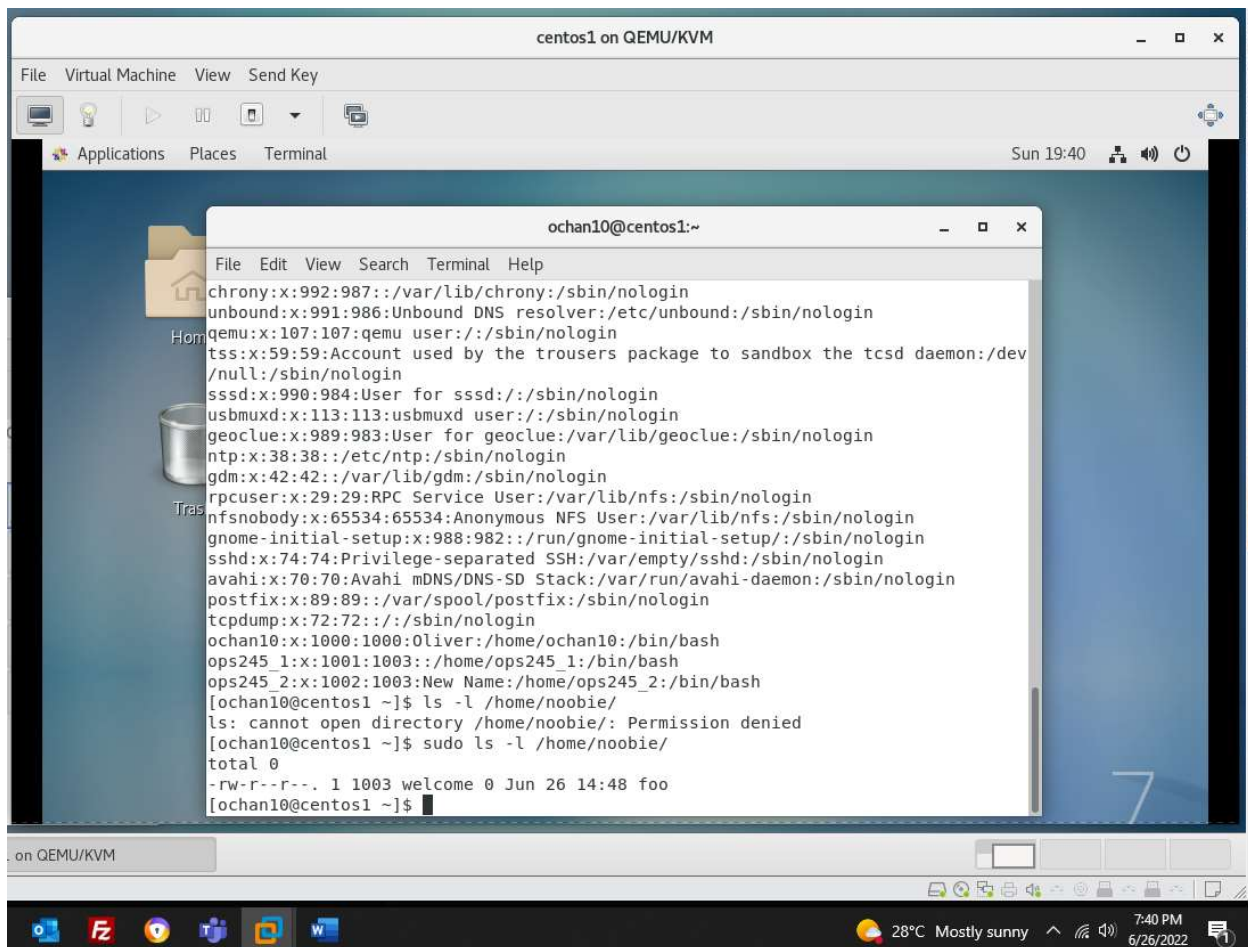 centos1 on QEMU/KVM
File Virtual Machine View Send Key
Applications Places Terminal Sun 19:40
ochan10@centos1:~
File Edit View Search Terminal Help
Hom
Tras
chrony:x:992:987::/var/lib/chrony:/sbin/nologin
unbound:x:991:986:Unbound DNS resolver:/etc/unbound:/sbin/nologin
qemu:x:107:107:qemu user:/:/sbin/nologin
tss:x:59:59:Account used by the trousers package to sandbox the tcsd daemon:/dev
/null:/sbin/nologin
sssd:x:990:984:User for sssd:/:/sbin/nologin
usbmuxd:x:113:113:usbmuxd user:/:/sbin/nologin
geoclue:x:989:983:User for geoclue:/var/lib/geoclue:/sbin/nologin
ntp:x:38:38::/etc/ntp:/sbin/nologin
gdm:x:42:42::/var/lib/gdm:/sbin/nologin
rpcuser:x:29:29:RPC Service User:/var/lib/nfs:/sbin/nologin
nfsnobody:x:65534:65534:Anonymous NFS User:/var/lib/nfs:/sbin/nologin
gnome-initial-setup:x:988:982::/run/gnome-initial-setup/:/sbin/nologin
sshd:x:74:74:Privilege-separated SSH:/var/empty/sshd:/sbin/nologin
avahi:x:70:70:Avahi mDNS/DNS-SD Stack:/var/run/avahi-daemon:/sbin/nologin
postfix:x:89:89::/var/spool/postfix:/sbin/nologin
tcpdump:x:72:72::/:/sbin/nologin
ochan10:x:1000:1000:Oliver:/home/ochan10:/bin/bash
ops245_1:x:1001:1003::/home/ops245_1:/bin/bash
ops245_2:x:1002:1003:New Name:/home/ops245_2:/bin/bash
[ochan10@centos1 ~]$ ls -l /home/noobie/
ls: cannot open directory /home/noobie/: Permission denied
[ochan10@centos1 ~]$ sudo ls -l /home/noobie/
total 0
-rw-r--r--. 1 1003 welcome 0 Jun 26 14:48 foo
[ochan10@centos1 ~]$
7
on QEMU/KVM
28°C Mostly sunny
7:40 PM
6/26/2022
1